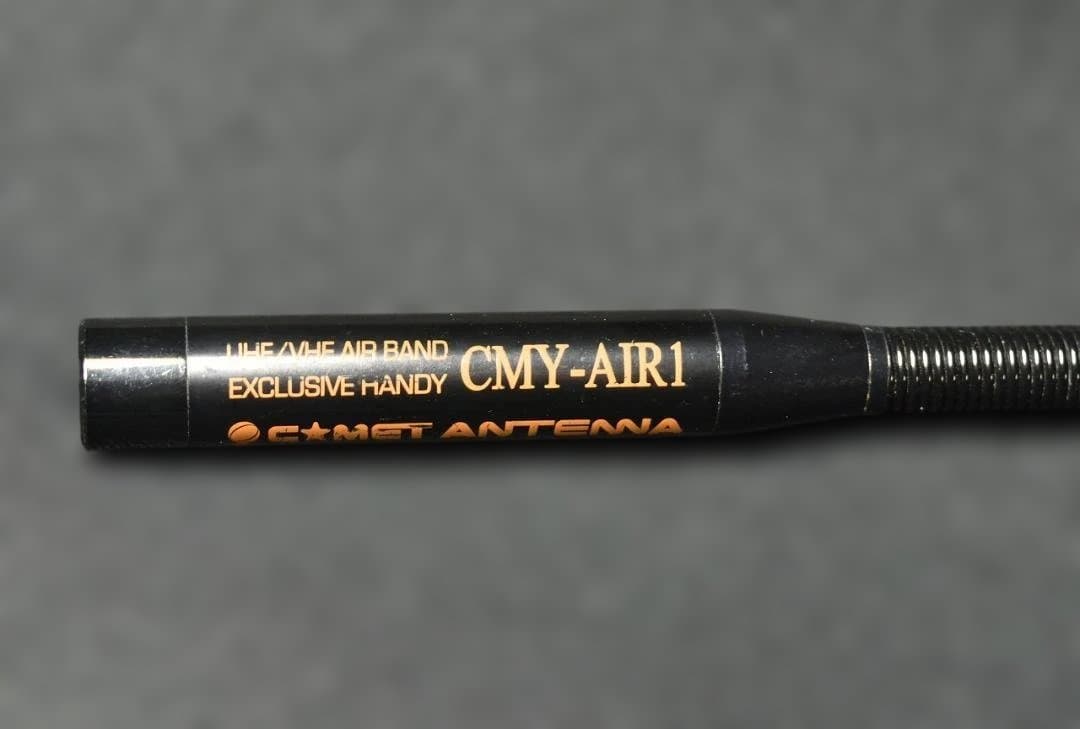 UHF/VHF AIR BAND
EXCLUSIVE HANDY CMY-AIR1
COMET ANTENNA